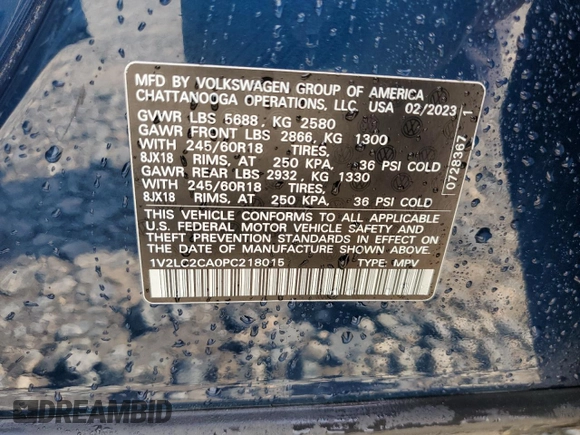 MFD BY VOLKSWAGEN GROUP OF AMERICA
CHATTANOOGA OPERATIONS, LLC. USA 02/2023
GVWR LBS 5688, KG 2580
GAWR FRONT LBS 2866, KG 1300
WITH 245/60R18 TIRES,
8JX18 RIMS, AT 250 KPA, 36 PSI COLD
GAWR REAR LBS 2932, KG 1330
WITH 245/60R18 TIRES,
8JX18 RIMS, AT 250 KPA, 36 PSI COLD
THIS VEHICLE CONFORMS TO ALL APPLICABLE
U.S. FEDERAL MOTOR VEHICLE SAFETY AND
THEFT PREVENTION STANDARDS IN EFFECT ON
THE DATE OF MANUFACTURE SHOWN ABOVE
1V2LC2CA0PC218015 TYPE: MPV
0728367 1
DREAMBID